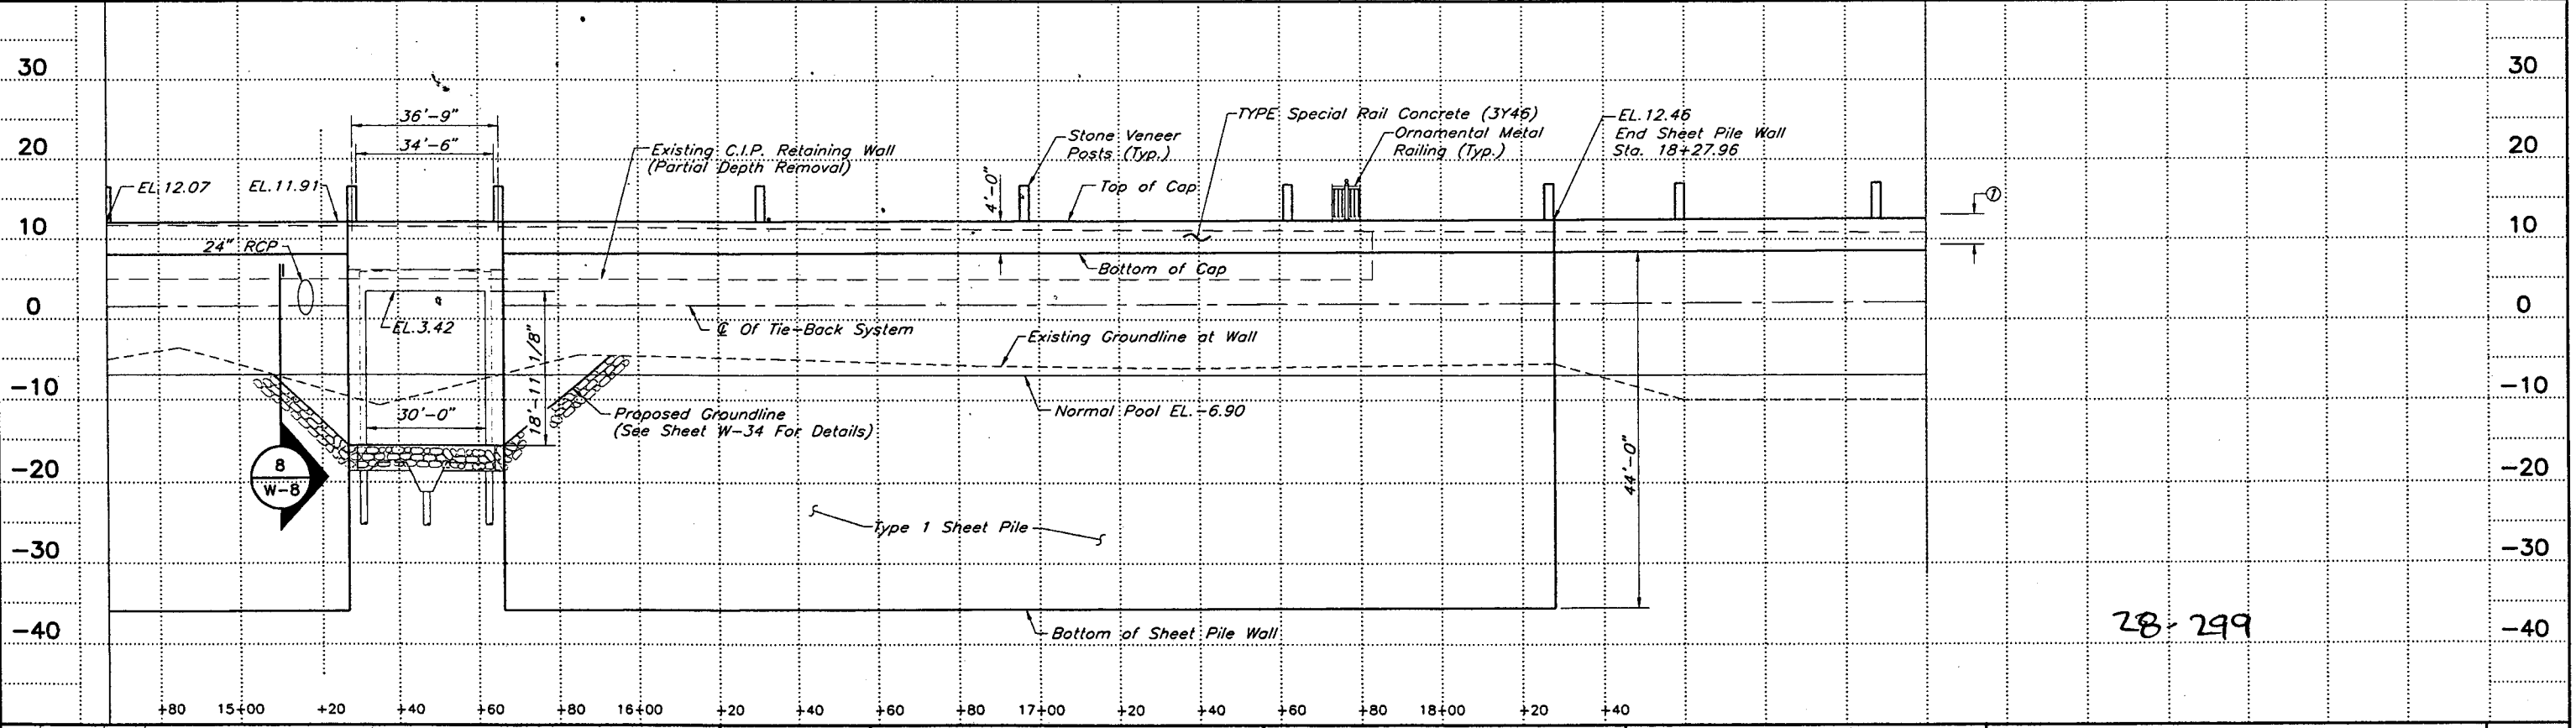 30
30
36'-9"
TYPE Special Rail Concrete (3Y46)
EL. 12.46
End Sheet Pile Wall
Sta. 18+27.96
Stone Veneer
Posts (Typ.)
Ornamental Metal
Railing (Typ.)
34'-6"
Existing C.I.P. Retaining Wall
(Partial Depth Removal)
20
20
EL. 12.07
EL. 11.91
4'-0"
Top of Cap
1
10
10
24" RCP
Bottom of Cap
0
0
EL. 3.42
18'-11 1/8"
℄ Of Tie-Back System
Existing Groundline at Wall
-10
-10
30'-0"
Proposed Groundline
(See Sheet W-34 For Details)
Normal Pool EL. -6.90
8
W-8
-20
-20
44'-0"
Type 1 Sheet Pile
-30
-30
Bottom of Sheet Pile Wall
28-299
-40
-40
+80 15+00 +20 +40 +60 +80 16+00 +20 +40 +60 +80 17+00 +20 +40 +60 +80 18+00 +20 +40